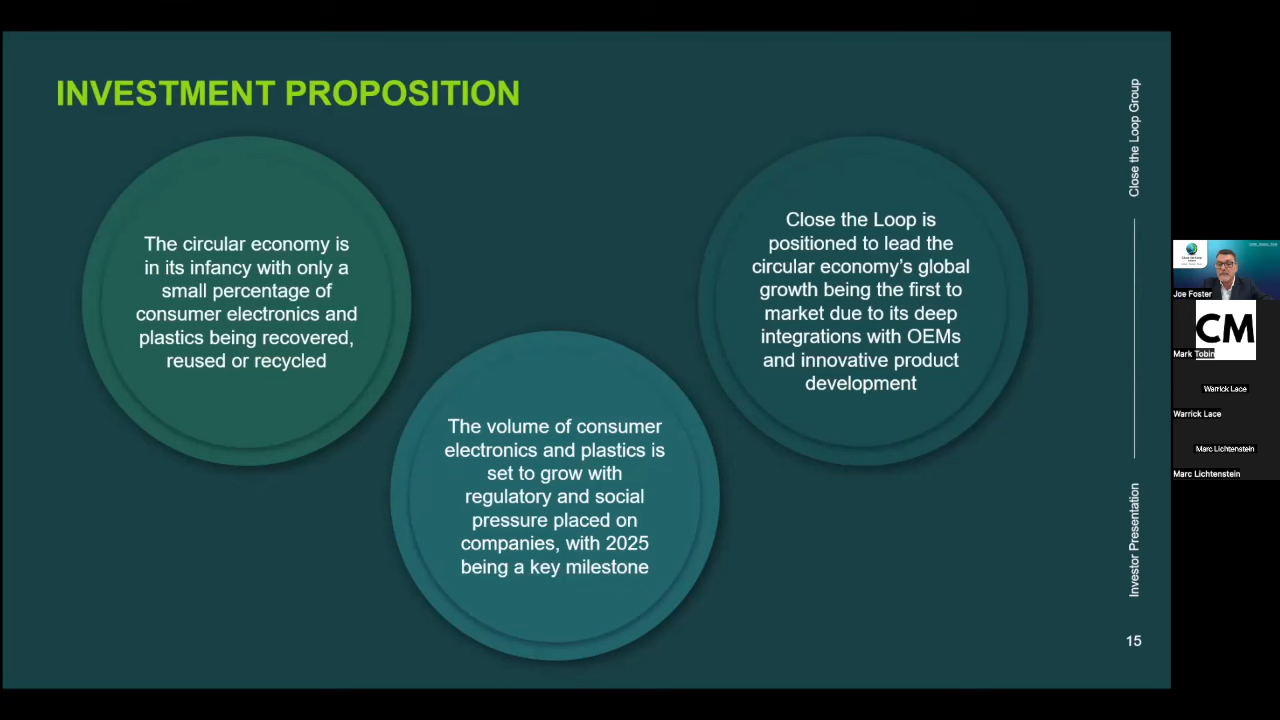 INVESTMENT PROPOSITION
The circular economy is
in its infancy with only a
small percentage of
consumer electronics and
plastics being recovered,
reused or recycled
The volume of consumer
electronics and plastics is
set to grow with
regulatory and social
pressure placed on
companies, with 2025
being a key milestone
Close the Loop is
positioned to lead the
circular economy’s global
growth being the first to
market due to its deep
integrations with OEMs
and innovative product
development
Close the Loop Group
Investor Presentation
15
Joe Foster
CM
Mark Tobin
Warrick Lace
Warrick Lace
Marc Lichtenstein
Marc Lichtenstein